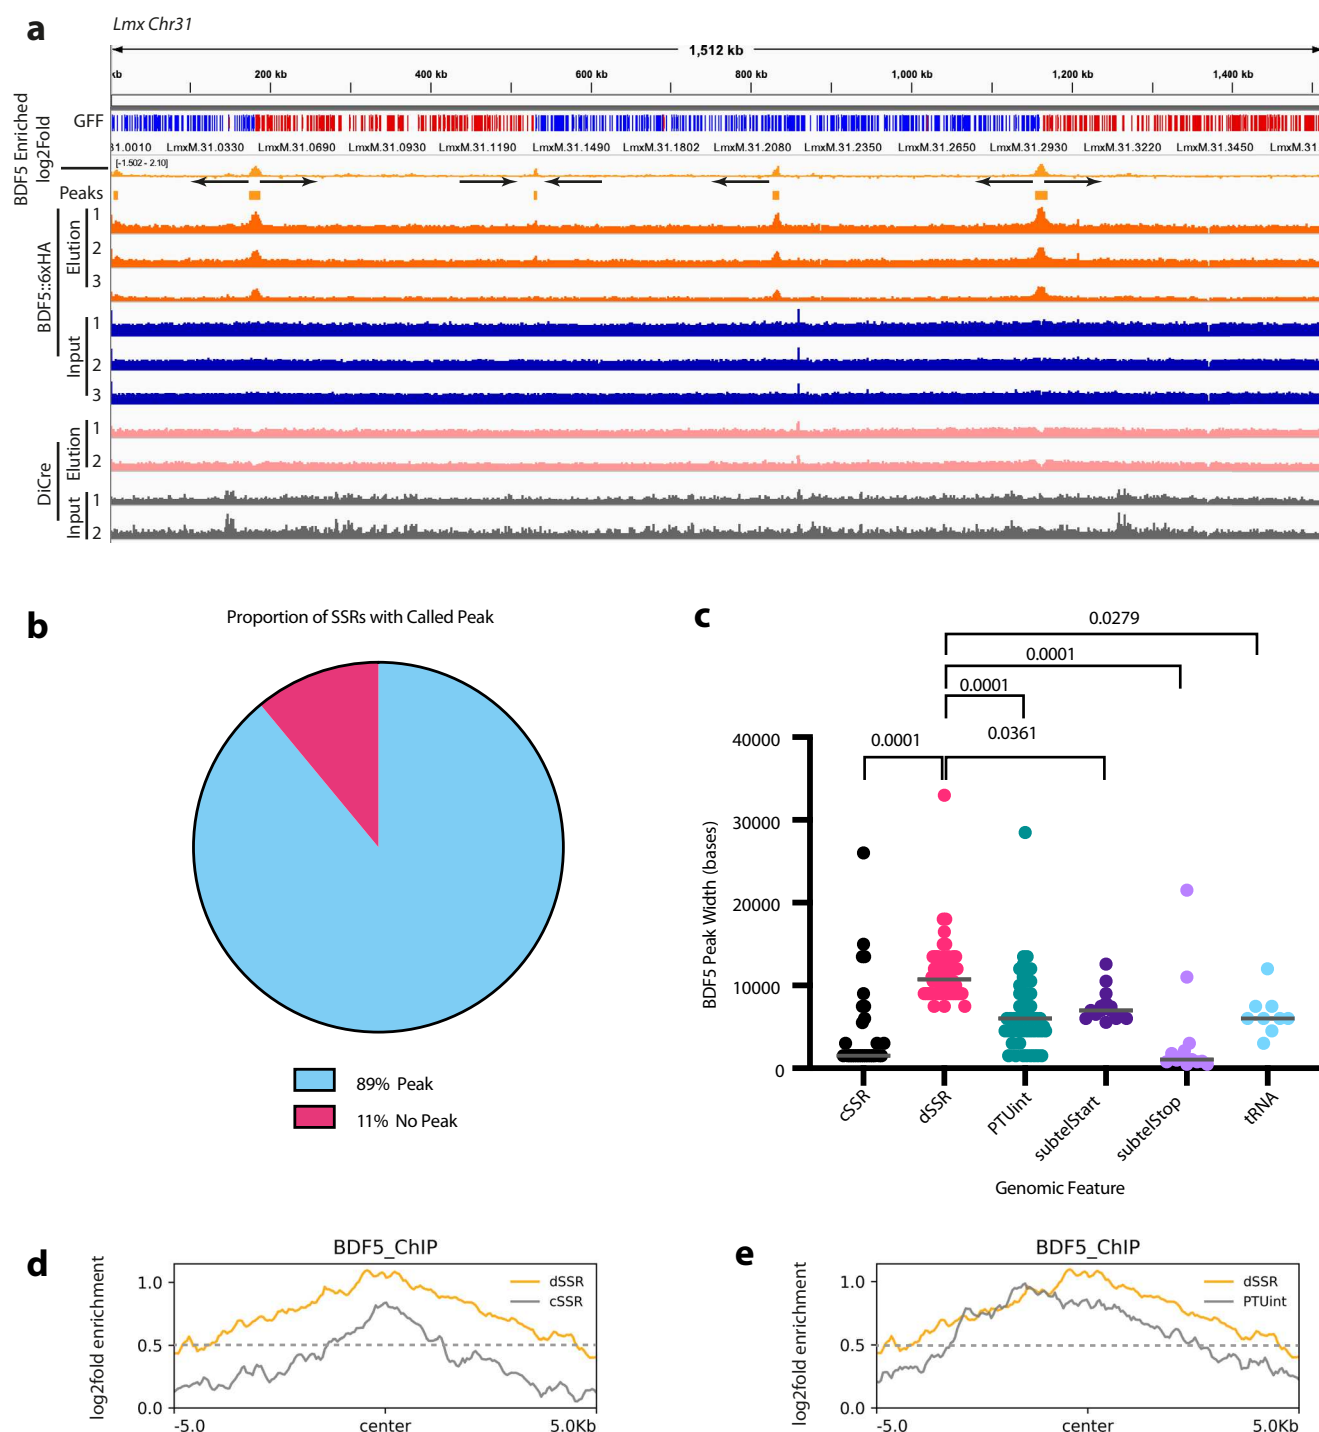 a
Lmx Chr31
1,512 kb
kb 200 kb 400 kb 600 kb 800 kb 1,000 kb 1,200 kb 1,400 kb
BDF5 Enriched
log2Fold
GFF
31.0010 LmxM.31.0330 LmxM.31.0690 LmxM.31.0930 LmxM.31.1190 LmxM.31.1490 LmxM.31.1802 LmxM.31.2080 LmxM.31.2350 LmxM.31.2650 LmxM.31.2930 LmxM.31.3220 LmxM.31.3450 LmxM.31
[-1.502 - 2.10]
Peaks
BDF5::6xHA
Elution
1
2
3
Input
1
2
3
DiCre
Elution
1
2
Input
1
2
b
Proportion of SSRs with Called Peak
89% Peak
11% No Peak
c
0.0279
0.0001
0.0001
0.0001
0.0361
BDF5 Peak Width (bases)
40000
30000
20000
10000
0
cSSR
dSSR
PTUint
subtelStart
subtelStop
tRNA
Genomic Feature
d
BDF5_ChIP
log2fold enrichment
1.0
0.5
0.0
dSSR
cSSR
-5.0 center 5.0Kb
e
BDF5_ChIP
log2fold enrichment
1.0
0.5
0.0
dSSR
PTUint
-5.0 center 5.0Kb